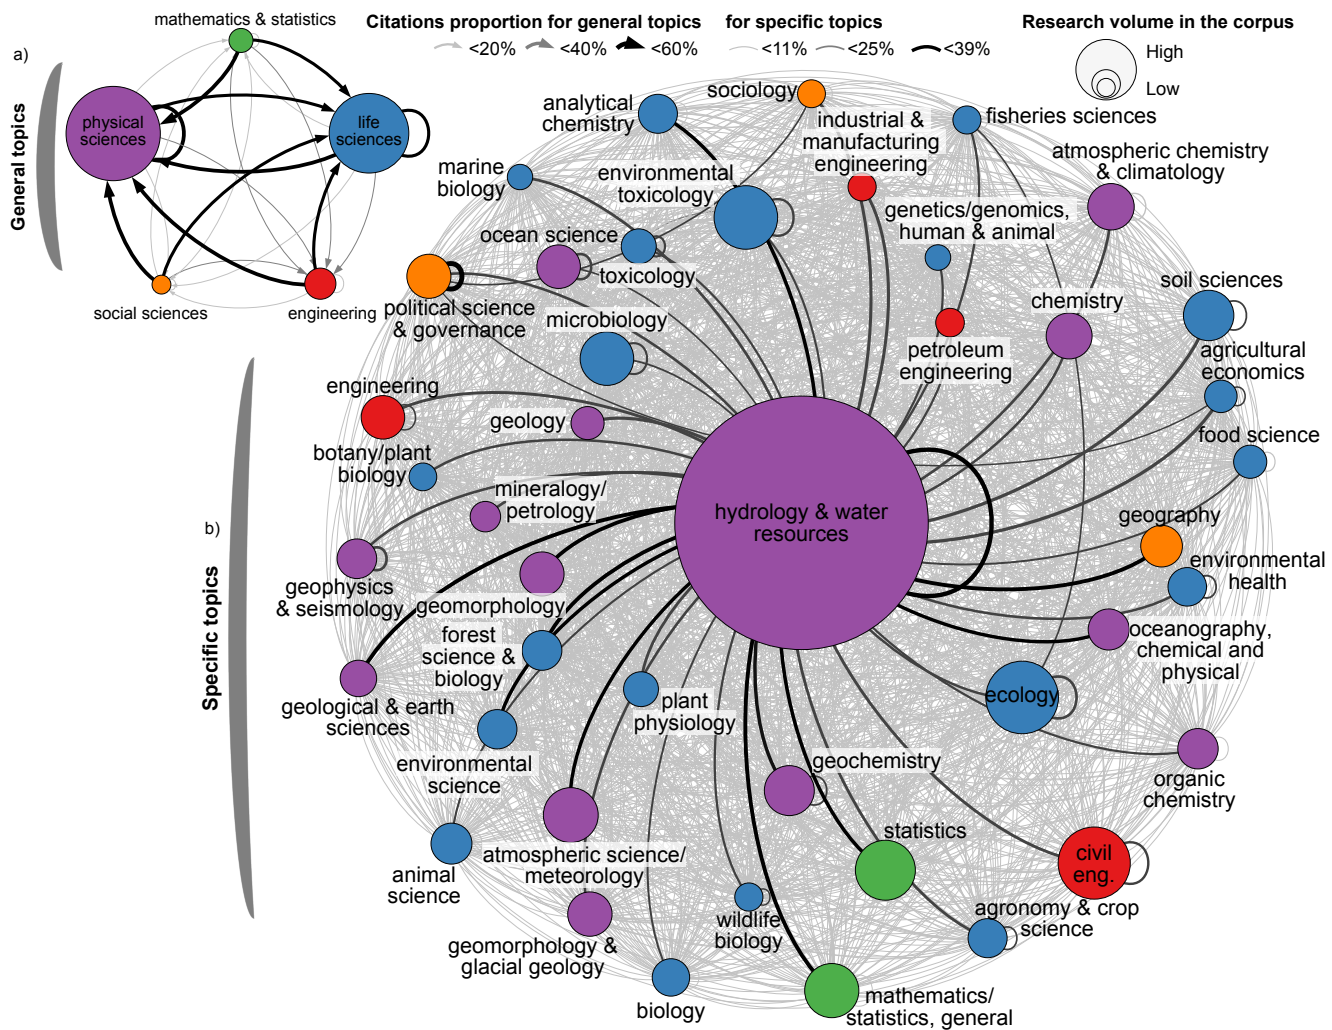 mathematics & statistics
Citations proportion for general topics
for specific topics
Research volume in the corpus
<20%
<40%
<60%
<11%
<25%
<39%
High
Low
a)
General topics
physical
sciences
life
sciences
social sciences
engineering
b)
Specific topics
sociology
analytical
chemistry
industrial &
manufacturing
engineering
fisheries sciences
atmospheric chemistry
& climatology
marine
biology
environmental
toxicology
genetics/genomics,
human & animal
ocean science
toxicology
soil sciences
political science
& governance
microbiology
chemistry
petroleum
engineering
agricultural
economics
engineering
geology
food science
botany/plant
biology
mineralogy/
petrology
hydrology & water
resources
geography
environmental
health
geophysics
& seismology
geomorphology
forest
science &
biology
oceanography,
chemical and
physical
geological & earth
sciences
plant
physiology
ecology
environmental
science
geochemistry
organic
chemistry
statistics
atmospheric science/
meteorology
civil
eng.
animal
science
wildlife
biology
agronomy & crop
science
geomorphology &
glacial geology
biology
mathematics/
statistics, general